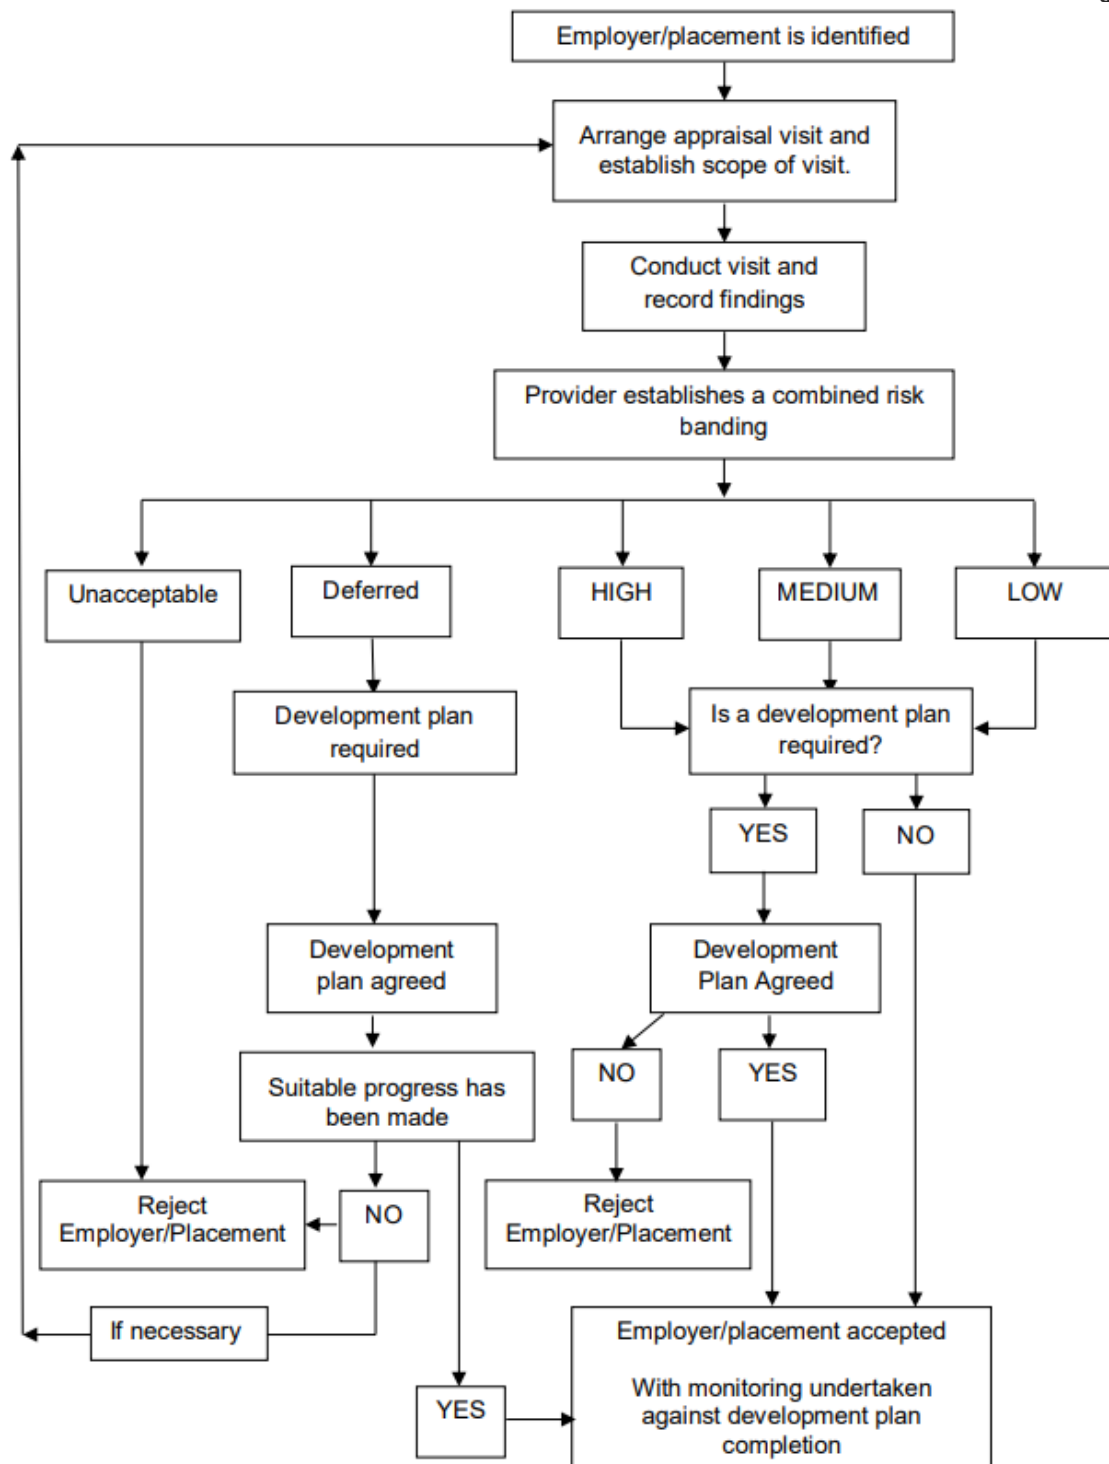 Employer/placement is identified
Arrange appraisal visit and
establish scope of visit.
Conduct visit and
record findings
Provider establishes a combined risk
banding
Unacceptable
Deferred
HIGH
MEDIUM
LOW
Development plan
required
Is a development plan
required?
YES
NO
Development
plan agreed
Development
Plan Agreed
NO
YES
Suitable progress has
been made
Reject
Employer/Placement
NO
Reject
Employer/Placement
If necessary
YES
Employer/placement accepted
With monitoring undertaken
against development plan
completion